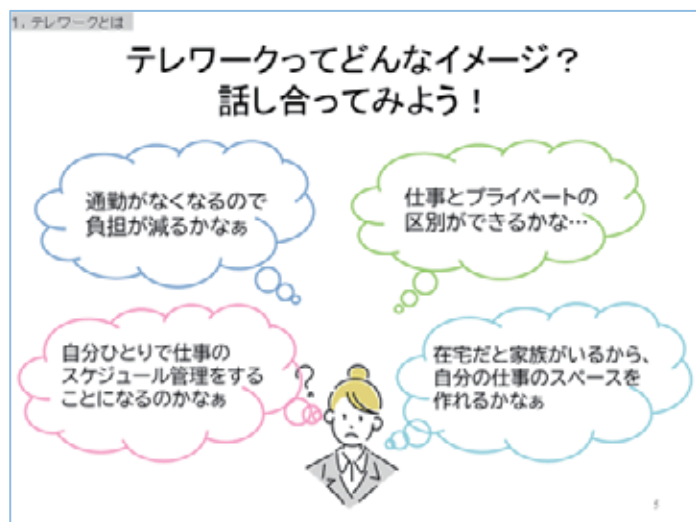 1. テレワークとは
テレワークってどんなイメージ？
話し合ってみよう！
通勤がなくなるので
負担が減るかなぁ
仕事とプライベートの
区別ができるかな…
自分ひとりで仕事の
スケジュール管理をする
ことになるのかなぁ
在宅だと家族がいるから、
自分の仕事のスペースを
作れるかなぁ
?
5